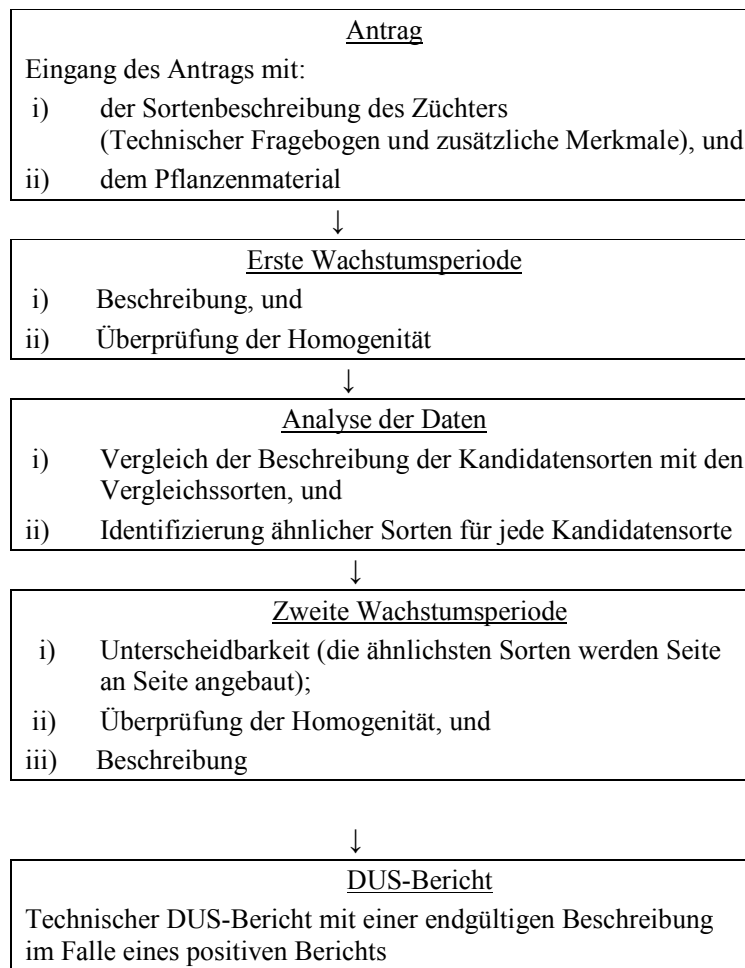 Antrag
Eingang des Antrags mit:
i) der Sortenbeschreibung des Züchters
(Technischer Fragebogen und zusätzliche Merkmale), und
ii) dem Pflanzenmaterial
↓
Erste Wachstumsperiode
i) Beschreibung, und
ii) Überprüfung der Homogenität
↓
Analyse der Daten
i) Vergleich der Beschreibung der Kandidatensorten mit den
Vergleichssorten, und
ii) Identifizierung ähnlicher Sorten für jede Kandidatensorte
↓
Zweite Wachstumsperiode
i) Unterscheidbarkeit (die ähnlichsten Sorten werden Seite
an Seite angebaut);
ii) Überprüfung der Homogenität, und
iii) Beschreibung
↓
DUS-Bericht
Technischer DUS-Bericht mit einer endgültigen Beschreibung
im Falle eines positiven Berichts